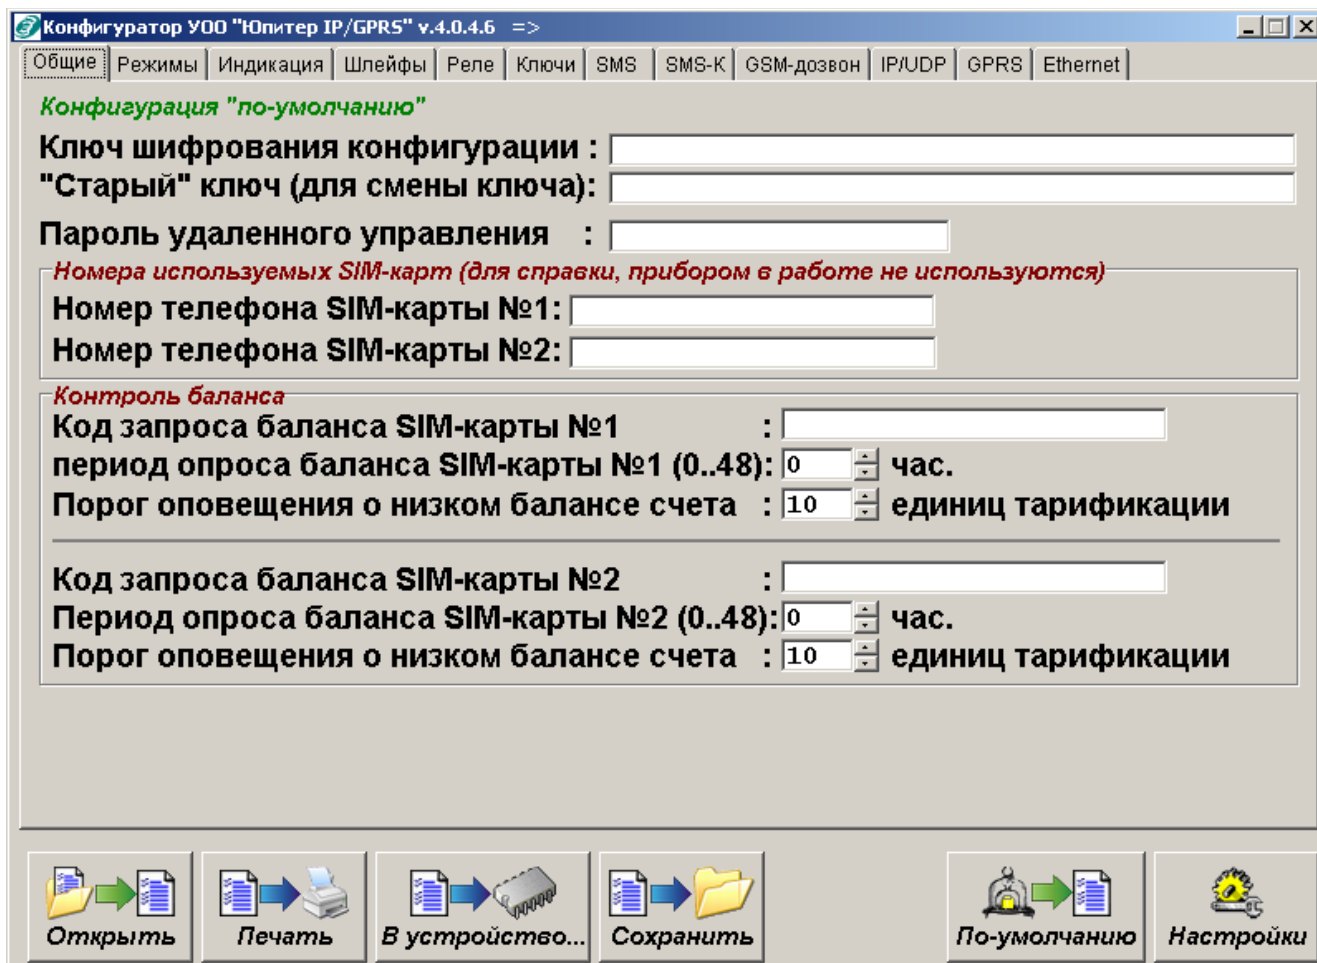 Конфигуратор УОО "Юпитер IP/GPRS" v.4.0.4.6 =>
Общие Режимы Индикация Шлейфы Реле Ключи SMS SMS-К GSM-дозвон IP/UDP GPRS Ethernet
Конфигурация "по-умолчанию"
Ключ шифрования конфигурации :
"Старый" ключ (для смены ключа):
Пароль удаленного управления :
Номера используемых SIM-карт (для справки, прибором в работе не используются)
Номер телефона SIM-карты №1:
Номер телефона SIM-карты №2:
Контроль баланса
Код запроса баланса SIM-карты №1 :
период опроса баланса SIM-карты №1 (0..48): 0 час.
Порог оповещения о низком балансе счета : 10 единиц тарификации
Код запроса баланса SIM-карты №2 :
Период опроса баланса SIM-карты №2 (0..48): 0 час.
Порог оповещения о низком балансе счета : 10 единиц тарификации
Открыть Печать В устройство... Сохранить По-умолчанию Настройки